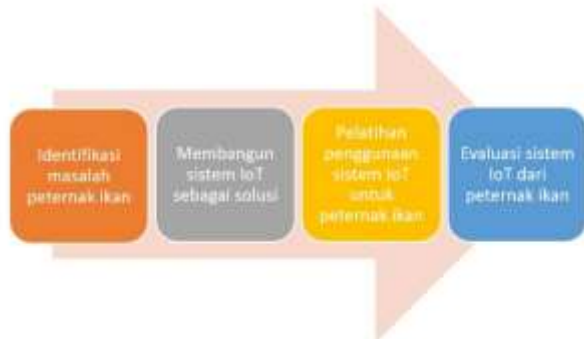 Identifikasi
masalah
peternak ikan
Membangun
sistem IoT
sebagai solusi
Pelatihan
penggunaan
sistem IoT
untuk
peternak ikan
Evaluasi sistem
IoT dari
peternak ikan